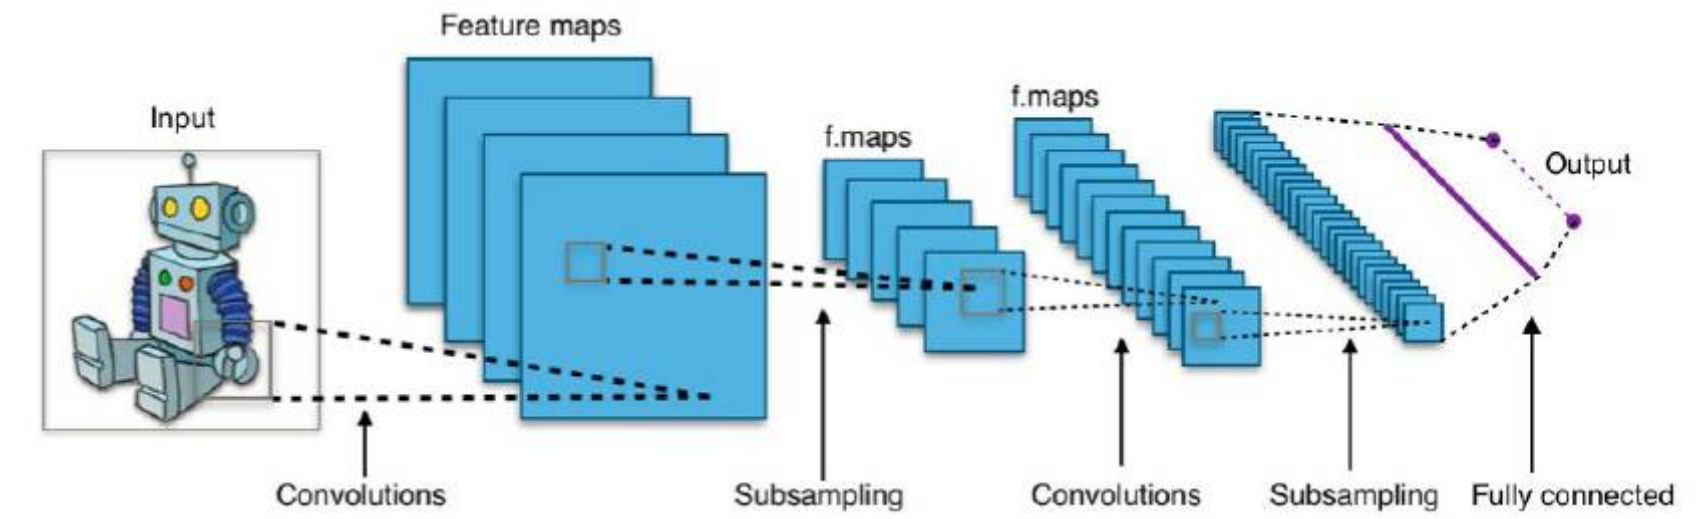 Feature maps
Input
f.maps
f.maps
Output
Convolutions
Subsampling
Convolutions
Subsampling
Fully connected